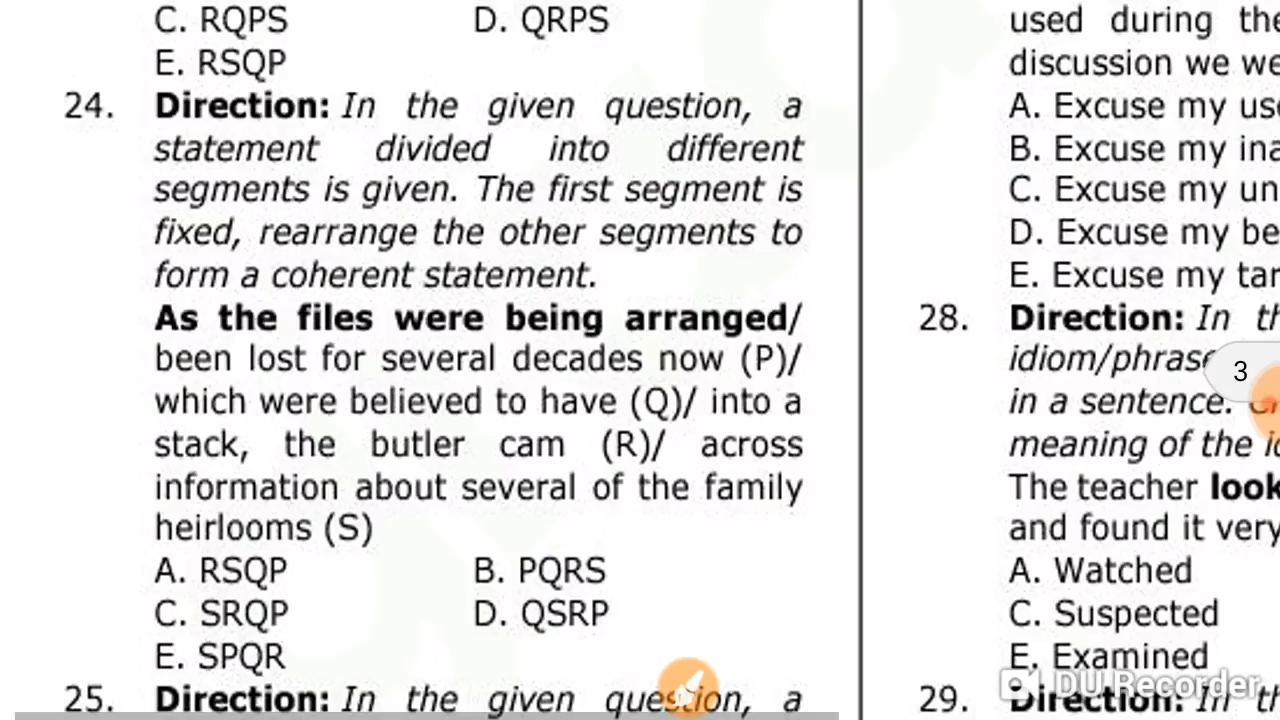 C. RQPS D. QRPS
E. RSQP
24. Direction: In the given question, a
statement divided into different
segments is given. The first segment is
fixed, rearrange the other segments to
form a coherent statement.
As the files were being arranged/
been lost for several decades now (P)/
which were believed to have (Q)/ into a
stack, the butler cam (R)/ across
information about several of the family
heirlooms (S)
A. RSQP B. PQRS
C. SRQP D. QSRP
E. SPQR
25. Direction: In the given question, a
used during the
discussion we we
A. Excuse my use
B. Excuse my ina
C. Excuse my un
D. Excuse my be
E. Excuse my tar
28. Direction: In th
idiom/phrase
in a sentence.
meaning of the ic
The teacher look
and found it very
A. Watched
C. Suspected
E. Examined
29. Direction: In th
3
DU Recorder